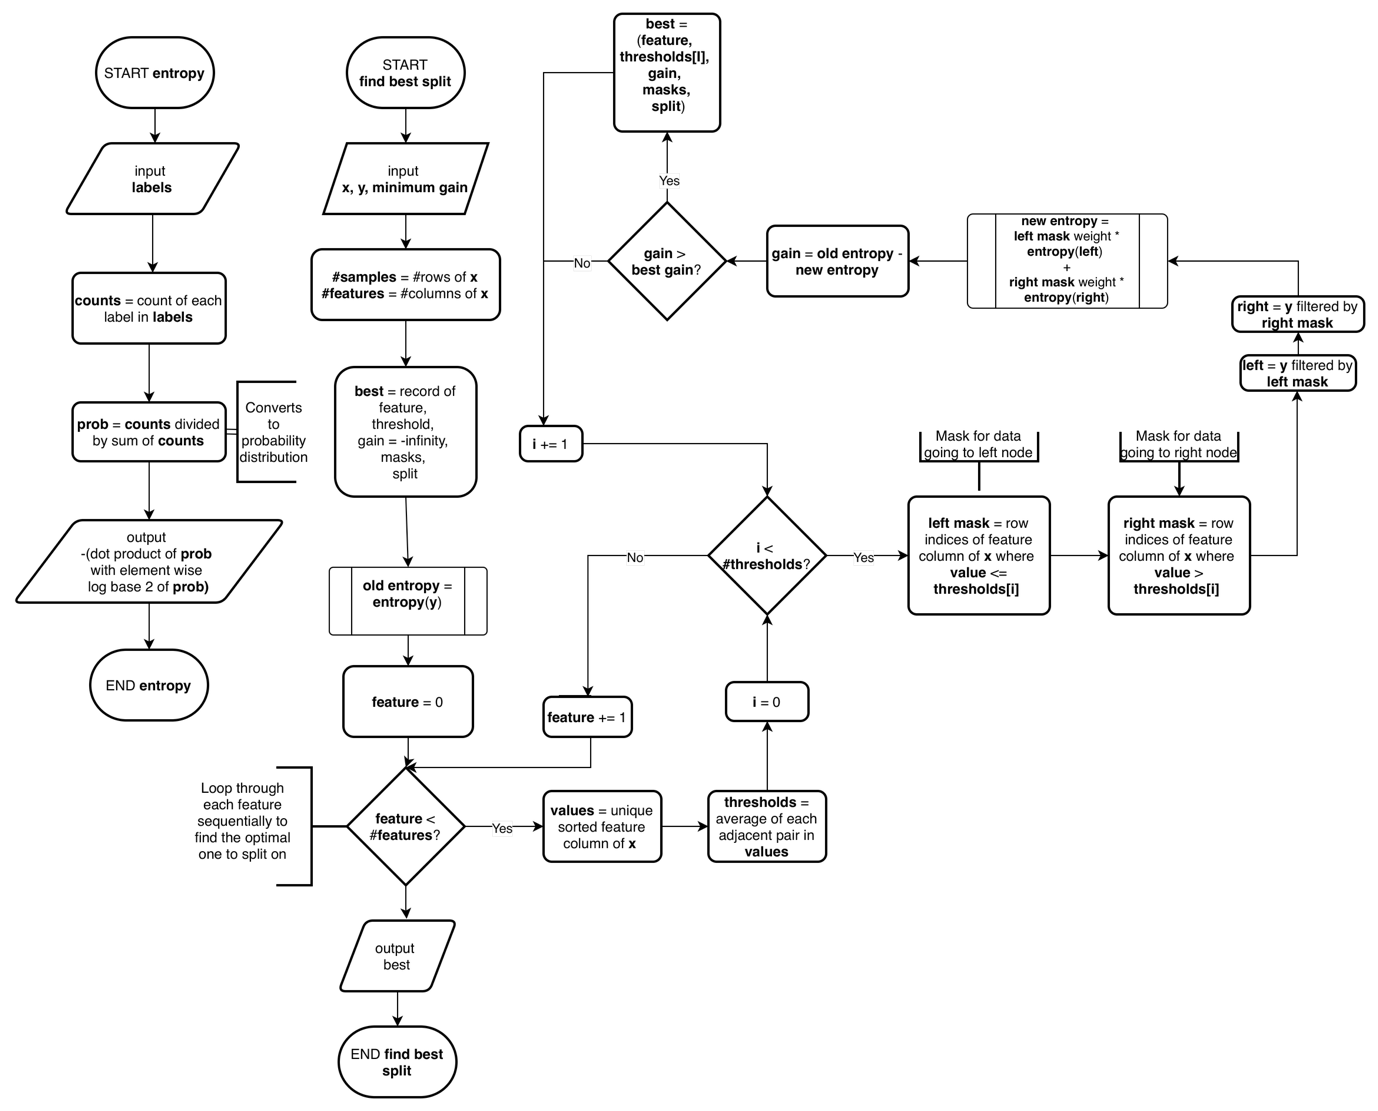 START entropy
input
labels
counts = count of each
label in labels
prob = counts divided
by sum of counts
Converts
to
probability
distribution
output
-(dot product of prob
with element wise
log base 2 of prob)
END entropy
START
find best split
input
x, y, minimum gain
#samples = #rows of x
#features = #columns of x
best = record of
feature,
threshold,
gain = -infinity,
masks,
split
old entropy =
entropy(y)
feature = 0
Loop through
each feature
sequentially to
find the optimal
one to split on
feature <
#features?
Yes
values = unique
sorted feature
column of x
thresholds =
average of each
adjacent pair in
values
i = 0
i <
#thresholds?
No
feature += 1
Yes
Mask for data
going to left node
left mask = row
indices of feature
column of x where
value <=
thresholds[i]
Mask for data
going to right node
right mask = row
indices of feature
column of x where
value >
thresholds[i]
left = y filtered by
left mask
right = y filtered by
right mask
new entropy =
left mask weight *
entropy(left)
+
right mask weight *
entropy(right)
gain = old entropy -
new entropy
gain >
best gain?
Yes
best =
(feature,
thresholds[I],
gain,
masks,
split)
No
i += 1
output
best
END find best
split